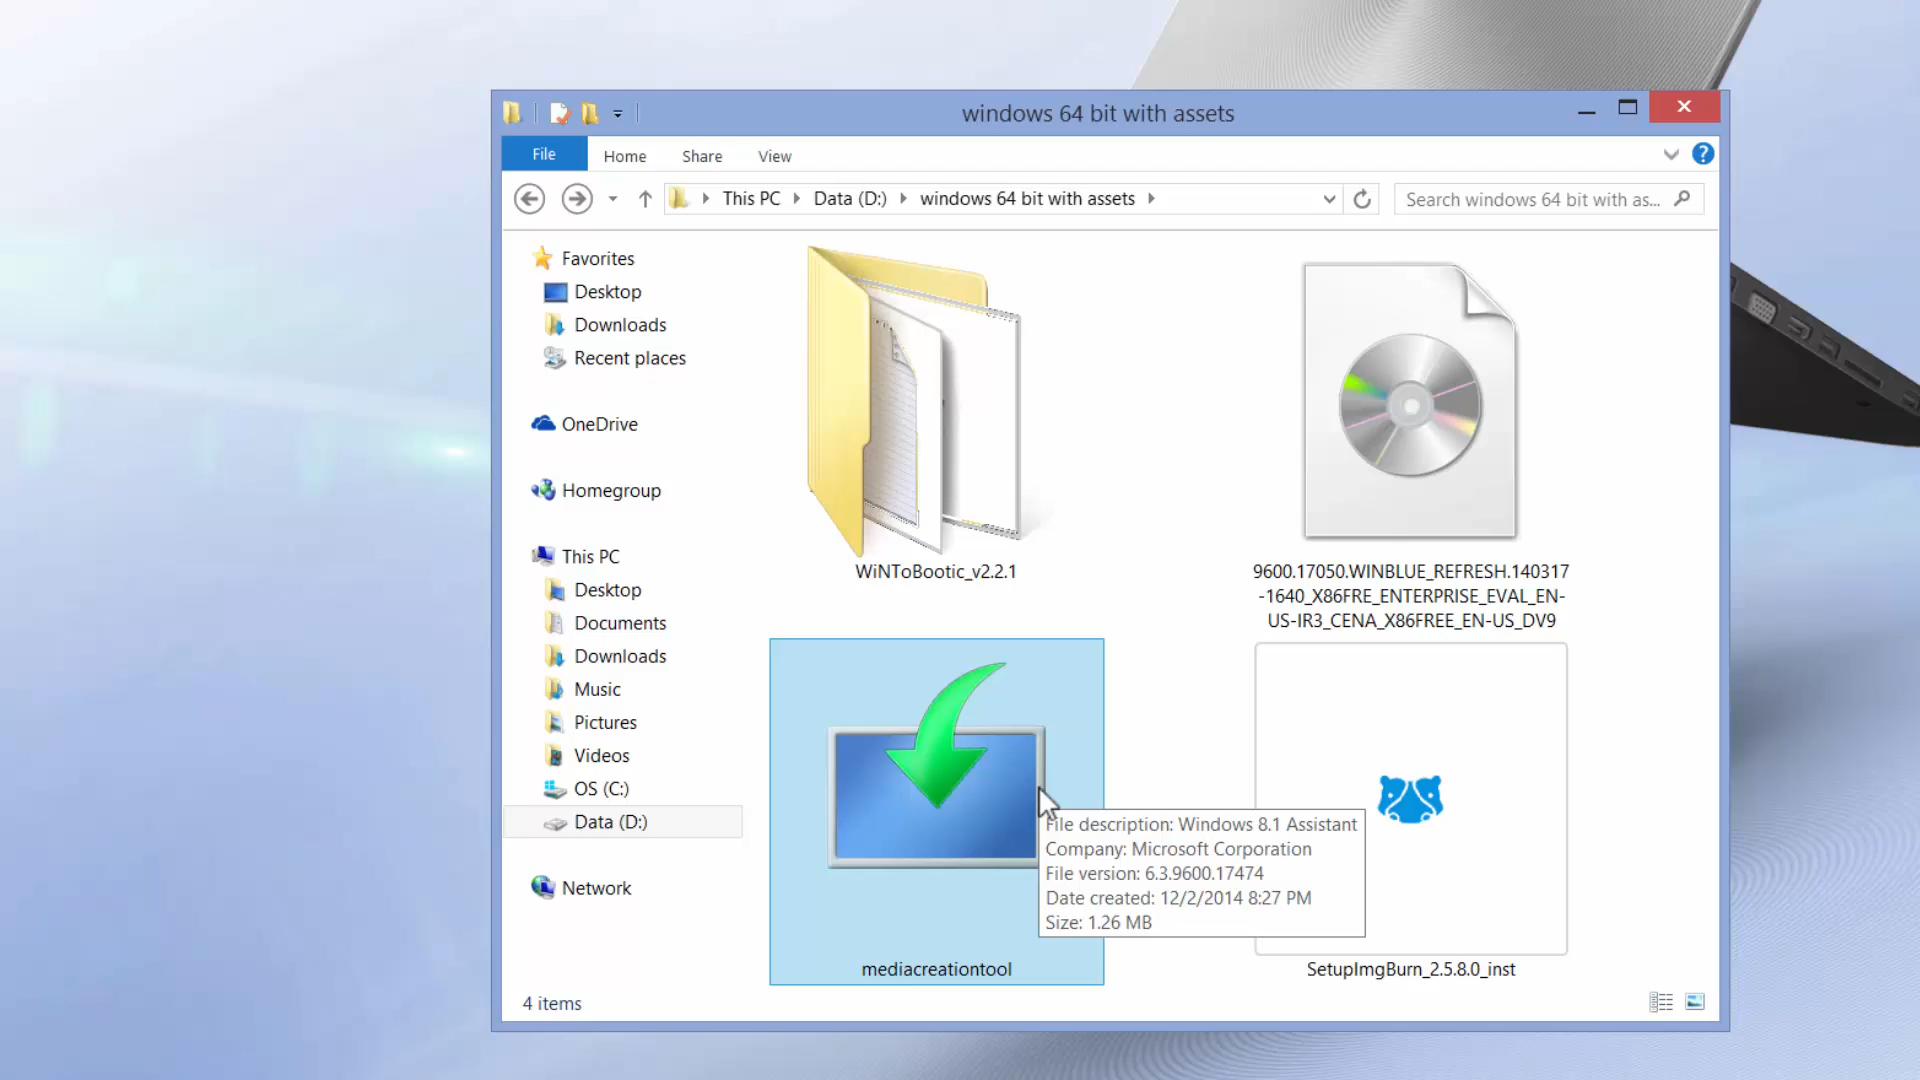 windows 64 bit with assets
File
Home
Share
View
This PC
Data (D:)
windows 64 bit with assets
Search windows 64 bit with as...
Favorites
Desktop
Downloads
Recent places
OneDrive
Homegroup
This PC
Desktop
Documents
Downloads
Music
Pictures
Videos
OS (C:)
Data (D:)
Network
WiNToBootic_v2.2.1
9600.17050.WINBLUE_REFRESH.140317
-1640_X86FRE_ENTERPRISE_EVAL_EN-
US-IR3_CENA_X86FREE_EN-US_DV9
File description: Windows 8.1 Assistant
Company: Microsoft Corporation
File version: 6.3.9600.17474
Date created: 12/2/2014 8:27 PM
Size: 1.26 MB
mediacreationtool
SetupImgBurn_2.5.8.0_inst
4 items